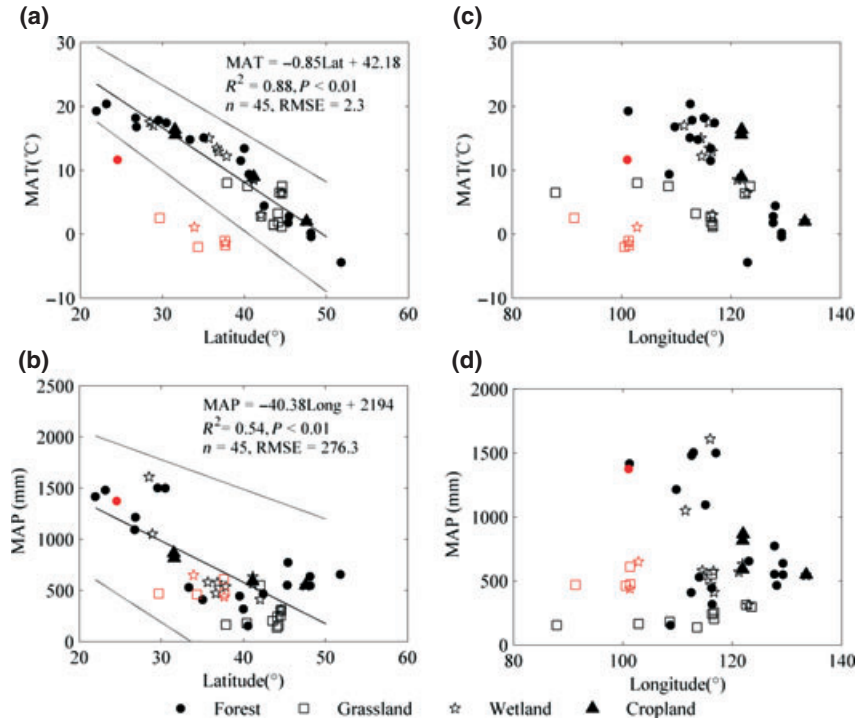 (a)
30
20
10
0
−10
MAT(℃)
MAT = −0.85Lat + 42.18
R² = 0.88, P < 0.01
n = 45, RMSE = 2.3
20 30 40 50 60
Latitude(°)
(c)
30
20
10
0
−10
MAT(℃)
80 100 120 140
Longitude(°)
(b)
2500
2000
1500
1000
500
0
MAP (mm)
MAP = −40.38Long + 2194
R² = 0.54, P < 0.01
n = 45, RMSE = 276.3
20 30 40 50 60
Latitude(°)
(d)
2000
1500
1000
500
0
MAP (mm)
80 100 120 140
Longitude(°)
Forest Grassland Wetland Cropland